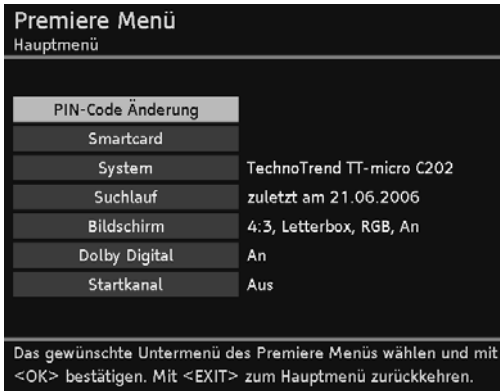 Premiere Menü
Hauptmenü
PIN-Code Änderung
Smartcard
System TechnoTrend TT-micro C202
Suchlauf zuletzt am 21.06.2006
Bildschirm 4:3, Letterbox, RGB, An
Dolby Digital An
Startkanal Aus
Das gewünschte Untermenü des Premiere Menüs wählen und mit
<OK> bestätigen. Mit <EXIT> zum Hauptmenü zurückkehren.